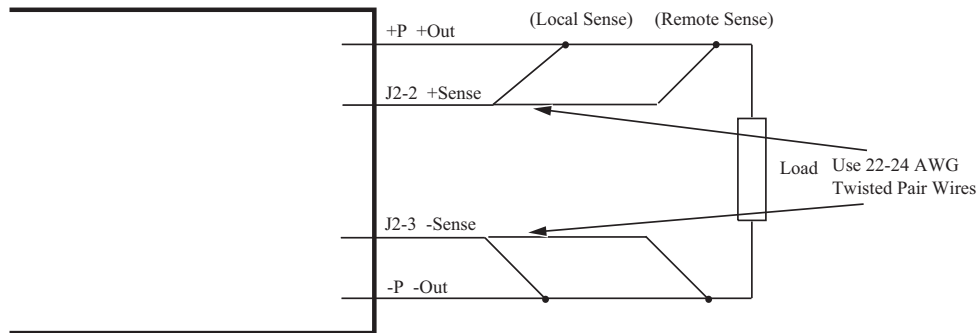 (Local Sense) (Remote Sense)
+P +Out
J2-2 +Sense
Load Use 22-24 AWG
Twisted Pair Wires
J2-3 -Sense
-P -Out